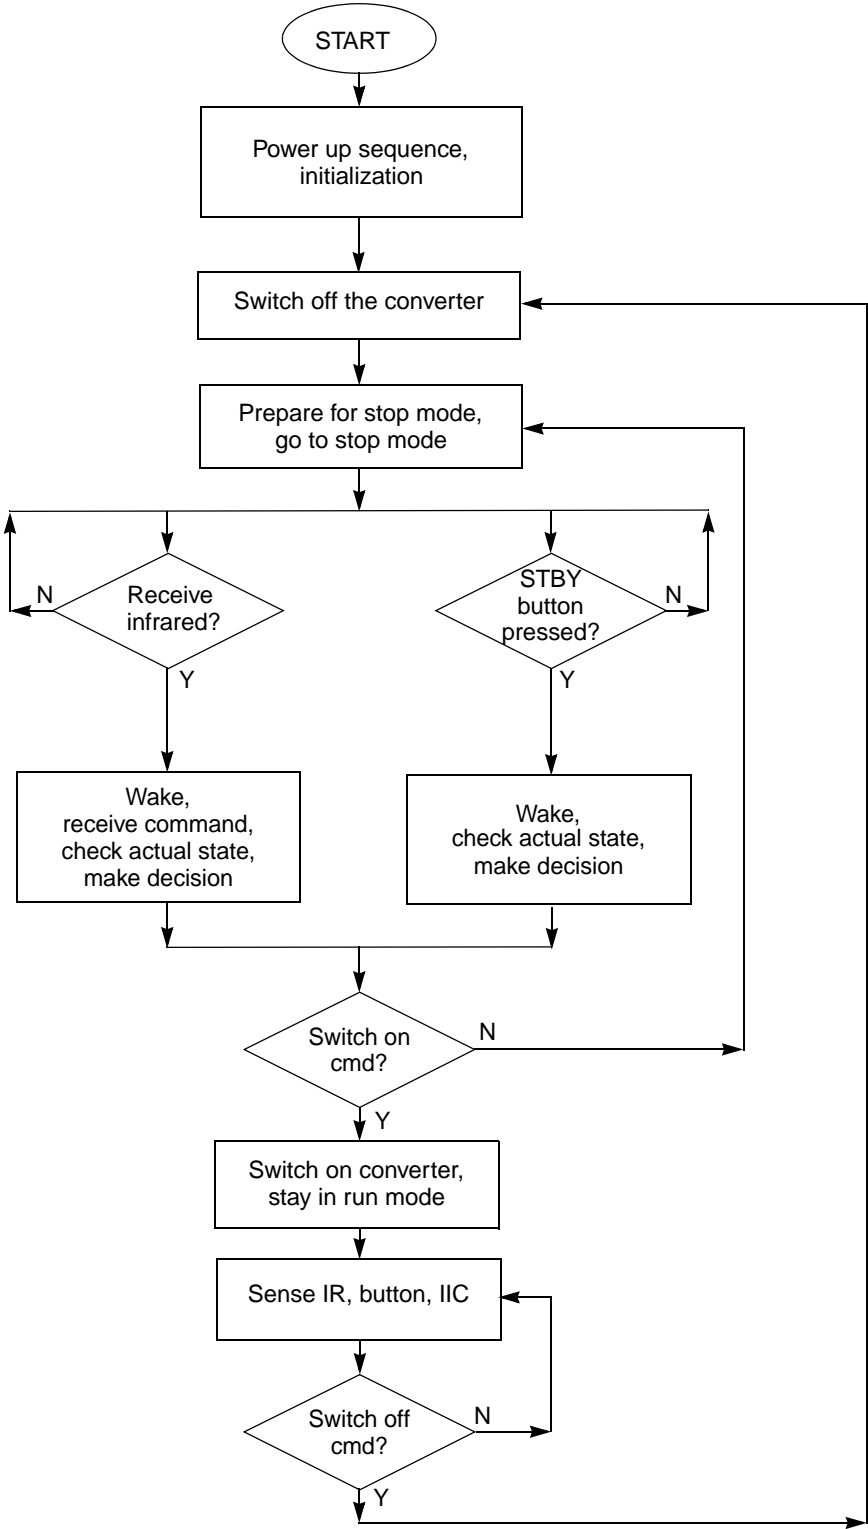 START
Power up sequence,
initialization
Switch off the converter
Prepare for stop mode,
go to stop mode
N
Receive
infrared?
Y
STBY
button
pressed?
N
Y
Wake,
receive command,
check actual state,
make decision
Wake,
check actual state,
make decision
Switch on
cmd?
N
Y
Switch on converter,
stay in run mode
Sense IR, button, IIC
Switch off
cmd?
N
Y